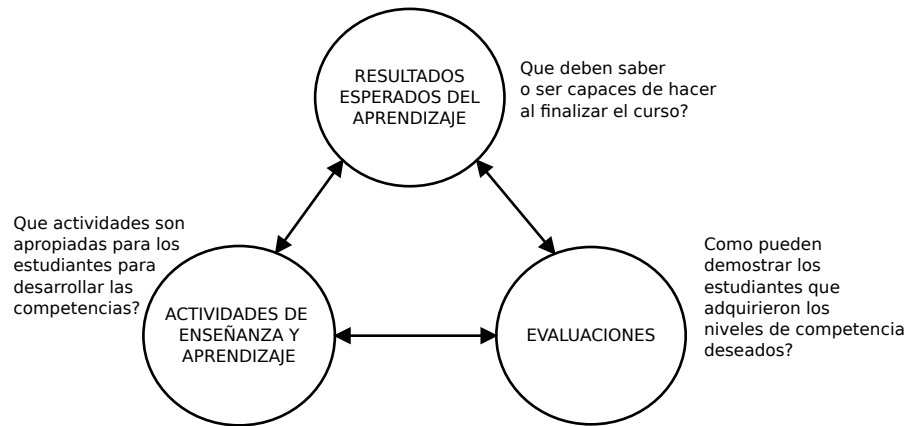 RESULTADOS
ESPERADOS DEL
APRENDIZAJE
Que deben saber
o ser capaces de hacer
al finalizar el curso?
Que actividades son
apropiadas para los
estudiantes para
desarrollar las
competencias?
ACTIVIDADES DE
ENSEÑANZA Y
APRENDIZAJE
EVALUACIONES
Como pueden
demostrar los
estudiantes que
adquirieron los
niveles de competencia
deseados?